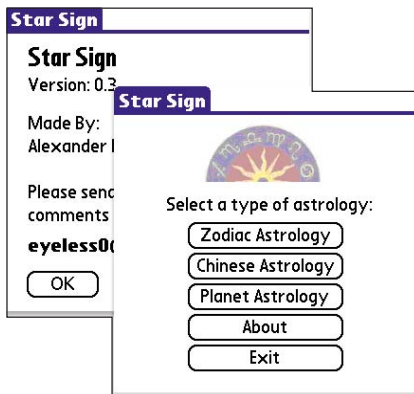 Star Sign
Star Sign
Version: 0.3
Made By:
Alexander
Please send
comments
OK
Star Sign
Select a type of astrology:
Zodiac Astrology
Chinese Astrology
Planet Astrology
About
Exit